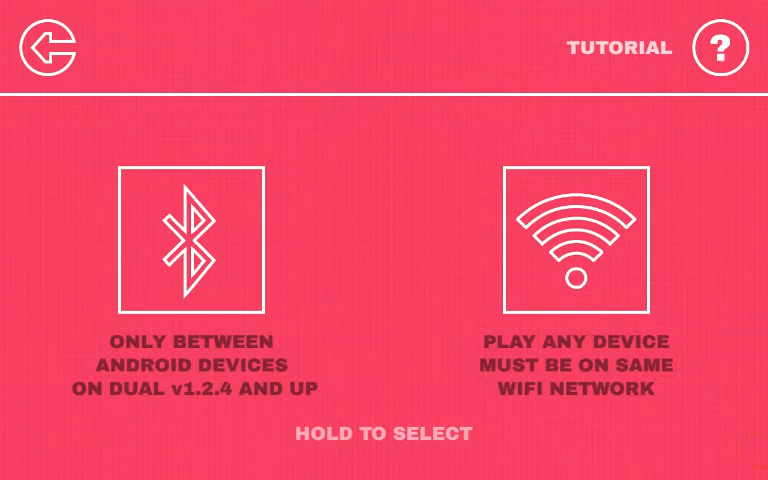 TUTORIAL
?
ONLY BETWEEN
ANDROID DEVICES
ON DUAL v1.2.4 AND UP
PLAY ANY DEVICE
MUST BE ON SAME
WIFI NETWORK
HOLD TO SELECT